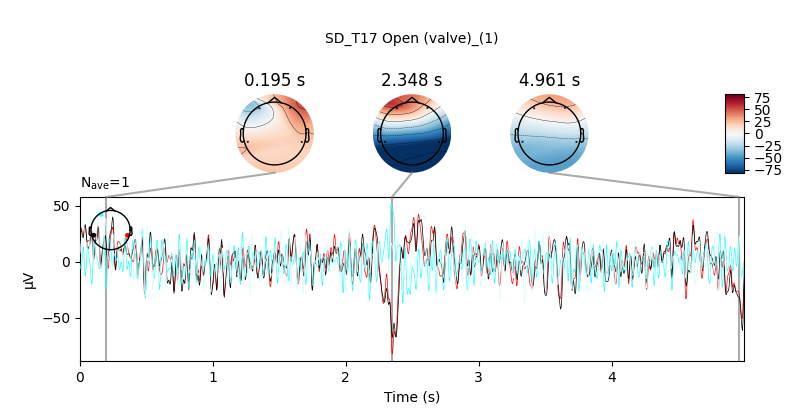 SD_T17 Open (valve)_(1)
0.195 s 2.348 s 4.961 s
75
50
25
0
−25
−50
−75
Nave=1
50
0
−50
µV
0 1 2 3 4
Time (s)